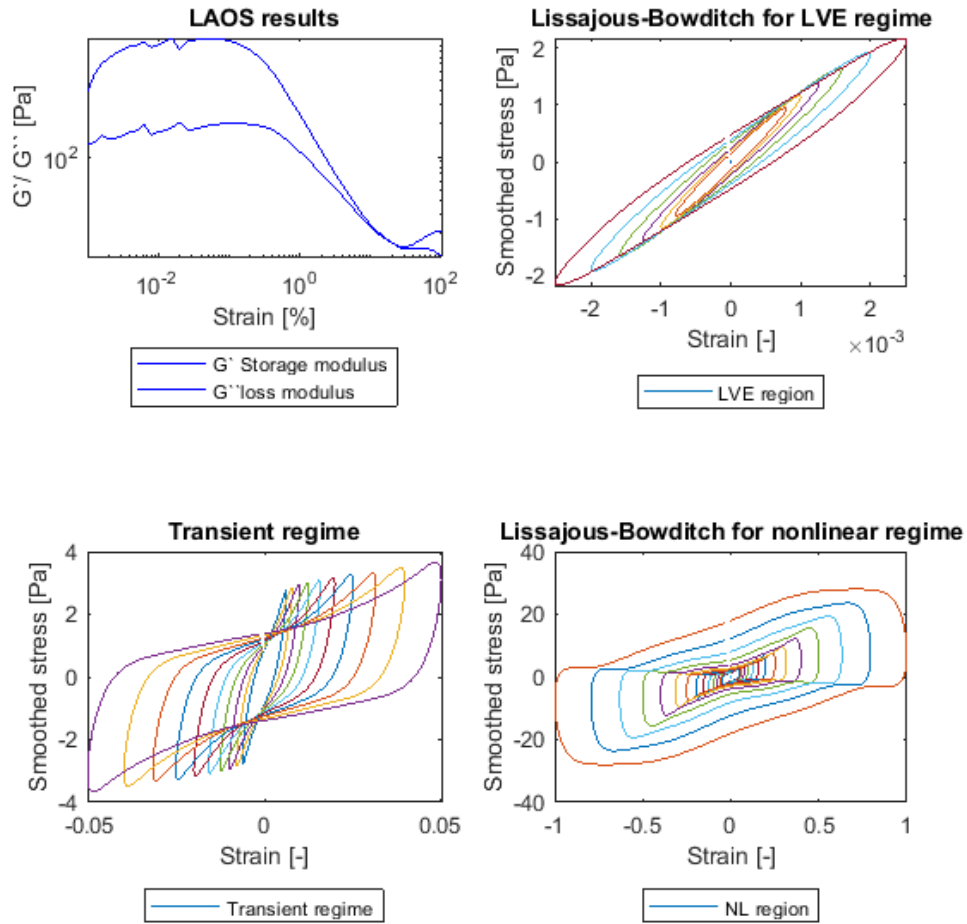 LAOS results
G`/ G`` [Pa]
10^2
10^-2
10^0
10^2
Strain [%]
G` Storage modulus
G``loss modulus
Lissajous-Bowditch for LVE regime
Smoothed stress [Pa]
2
1
0
-1
-2
-2
-1
0
1
2
Strain [-]
×10^-3
LVE region
Transient regime
Smoothed stress [Pa]
4
2
0
-2
-4
-0.05
0
0.05
Strain [-]
Transient regime
Lissajous-Bowditch for nonlinear regime
Smoothed stress [Pa]
40
20
0
-20
-40
-1
-0.5
0
0.5
1
Strain [-]
NL region